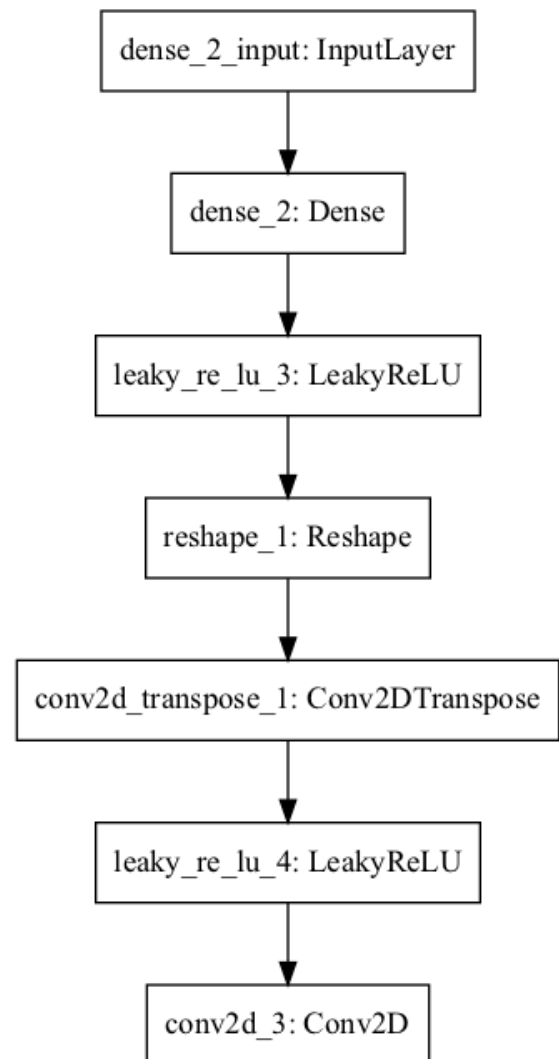 dense_2_input: InputLayer
dense_2: Dense
leaky_re_lu_3: LeakyReLU
reshape_1: Reshape
conv2d_transpose_1: Conv2DTranspose
leaky_re_lu_4: LeakyReLU
conv2d_3: Conv2D